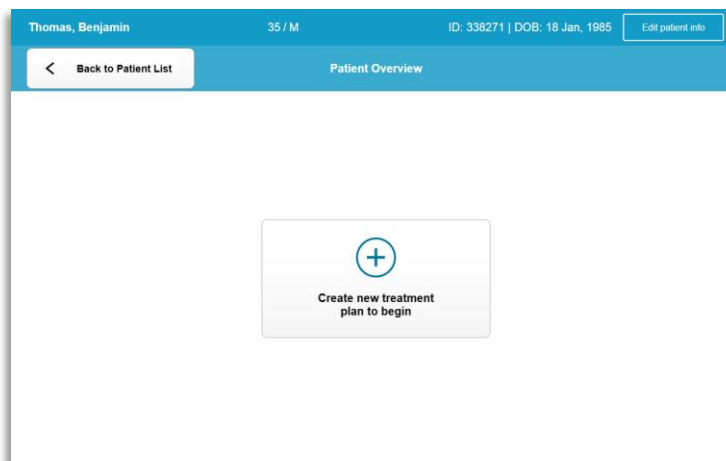 Thomas, Benjamin 35 / M ID: 338271 | DOB: 18 Jan, 1985 Edit patient info
Back to Patient List Patient Overview
Create new treatment
plan to begin